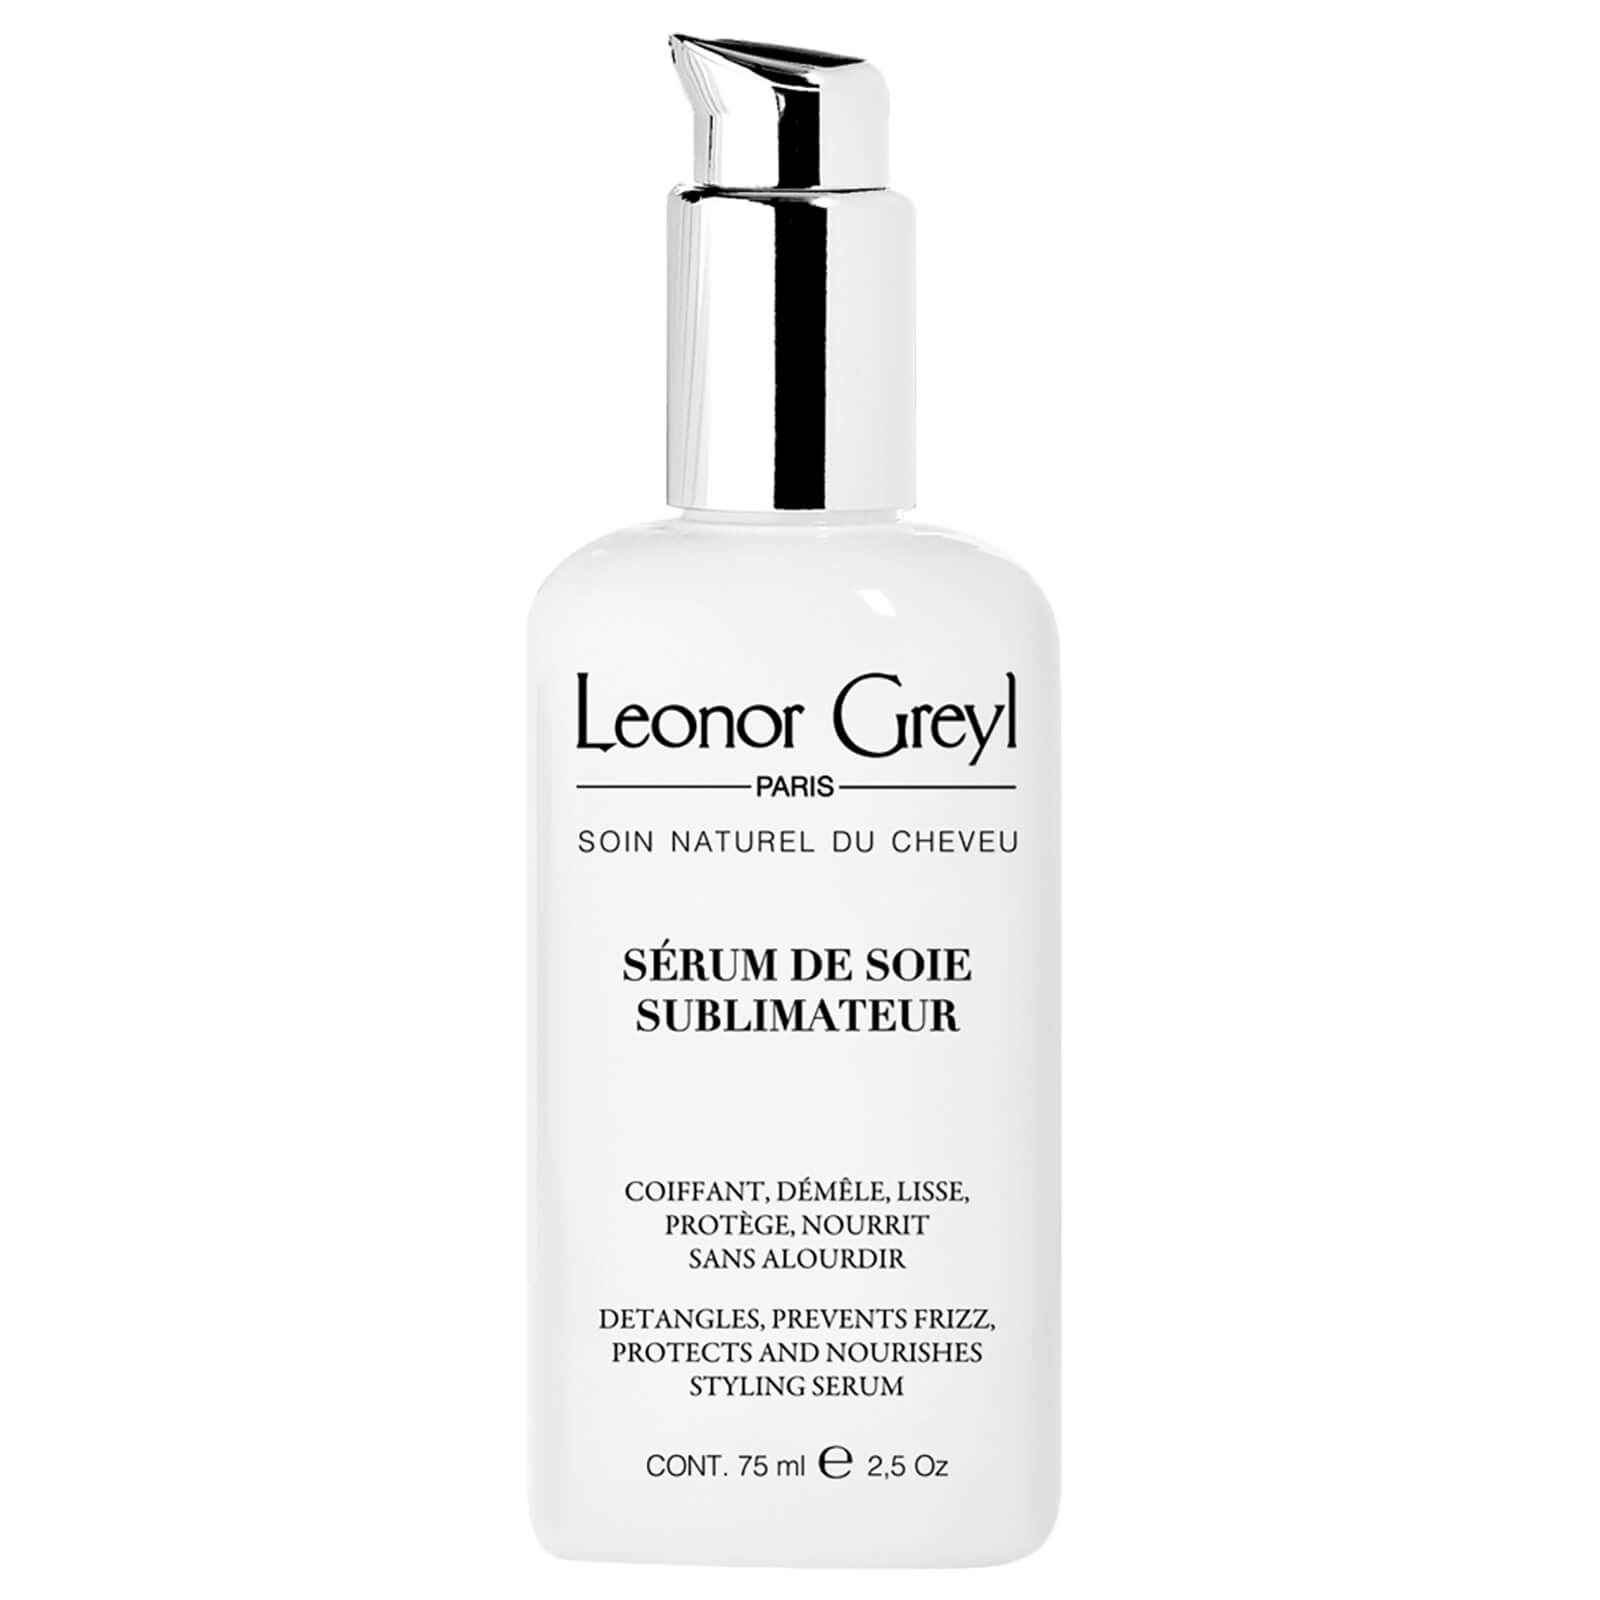 Leonor Greyl
PARIS
SOIN NATUREL DU CHEVEU
SÉRUM DE SOIE
SUBLIMATEUR
COIFFANT, DÉMÊLE, LISSE,
PROTÈGE, NOURRIT
SANS ALOURDIR
DETANGLES, PREVENTS FRIZZ,
PROTECTS AND NOURISHES
STYLING SERUM
CONT. 75 ml ℮ 2,5 Oz